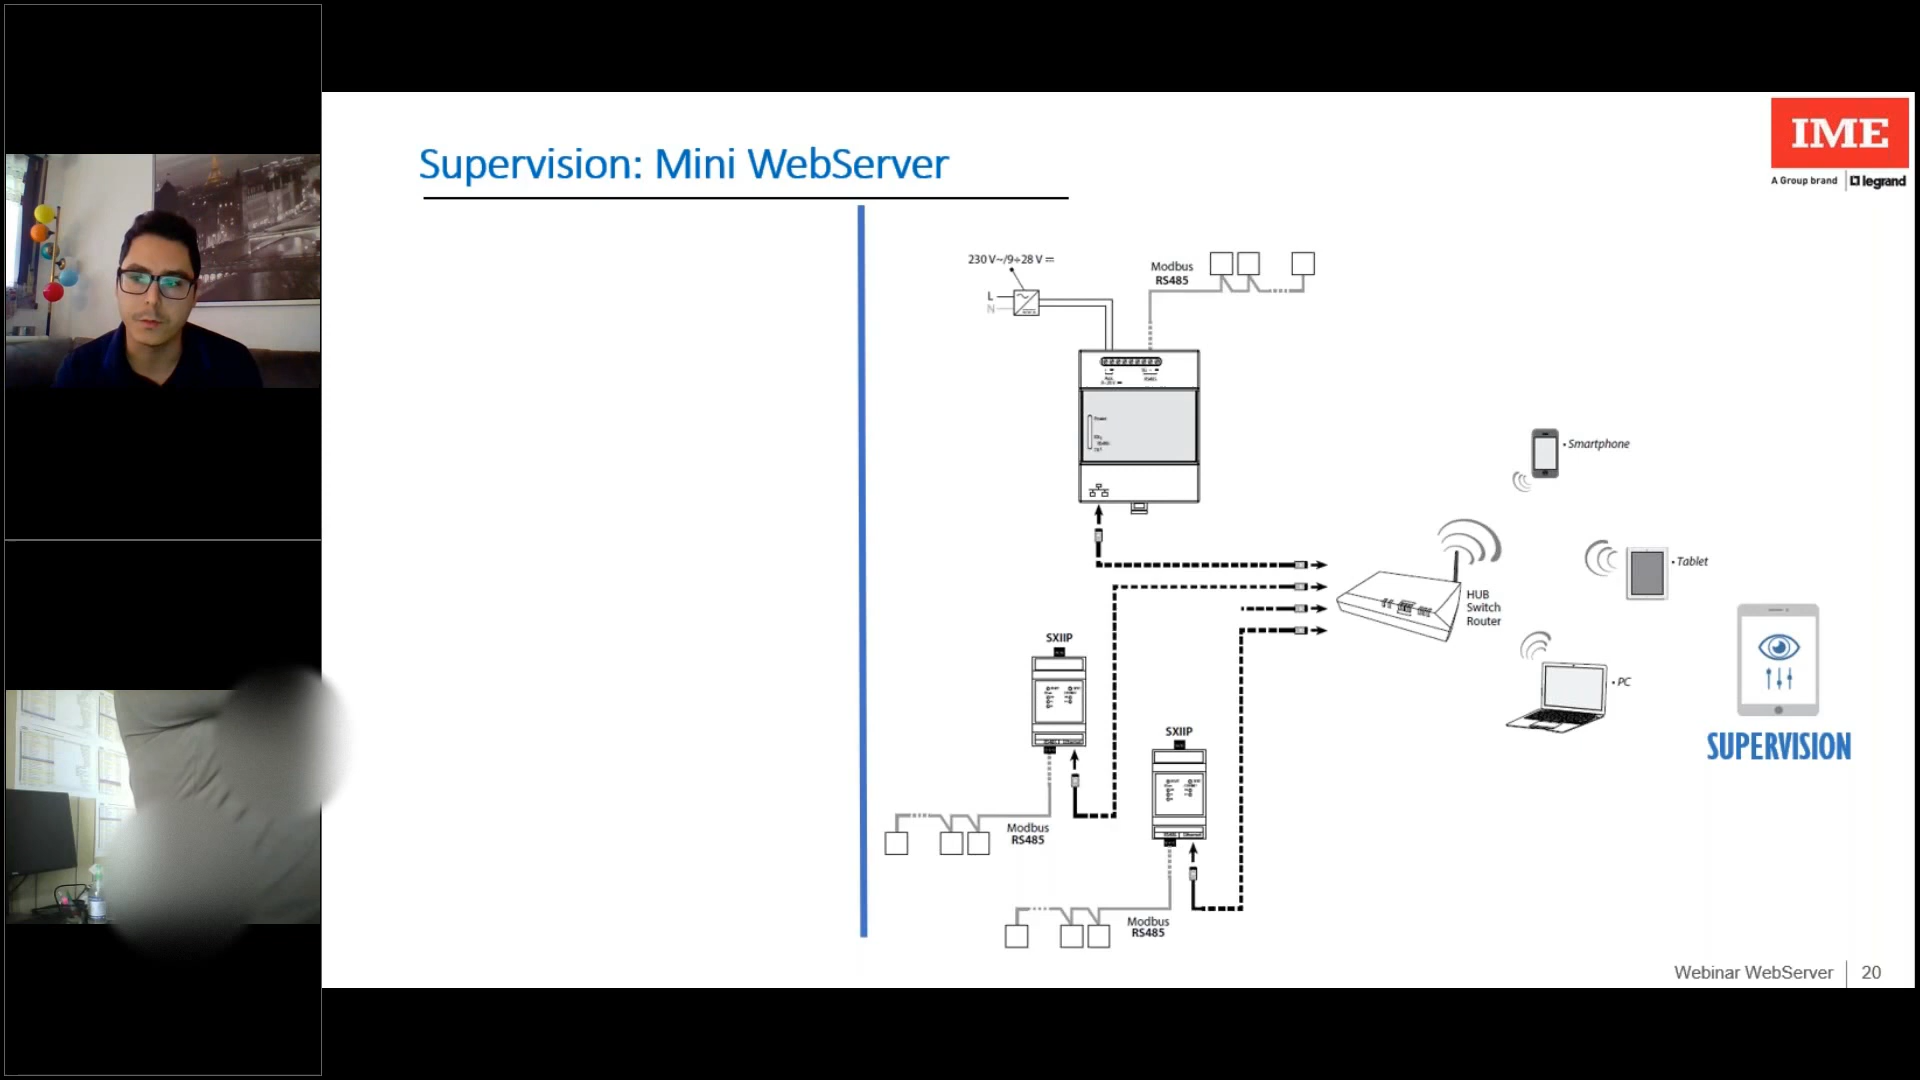 IME
A Group brand | legrand
Supervision: Mini WebServer
230 V~/9÷28 V
L
N
Modbus
RS485
• Smartphone
• Tablet
HUB
Switch
Router
• PC
SUPERVISION
SXIIP
Modbus
RS485
SXIIP
Modbus
RS485
Webinar WebServer | 20